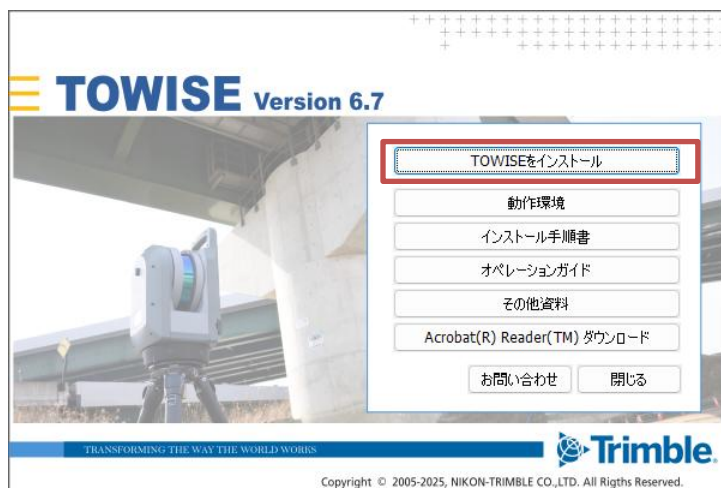 TOWISE Version 6.7
TOWISEをインストール
動作環境
インストール手順書
オペレーションガイド
その他資料
Acrobat(R) Reader(TM) ダウンロード
お問い合わせ 閉じる
TRANSFORMING THE WAY THE WORLD WORKS
Trimble.
Copyright © 2005-2025, NIKON-TRIMBLE CO.,LTD. All Rigths Reserved.